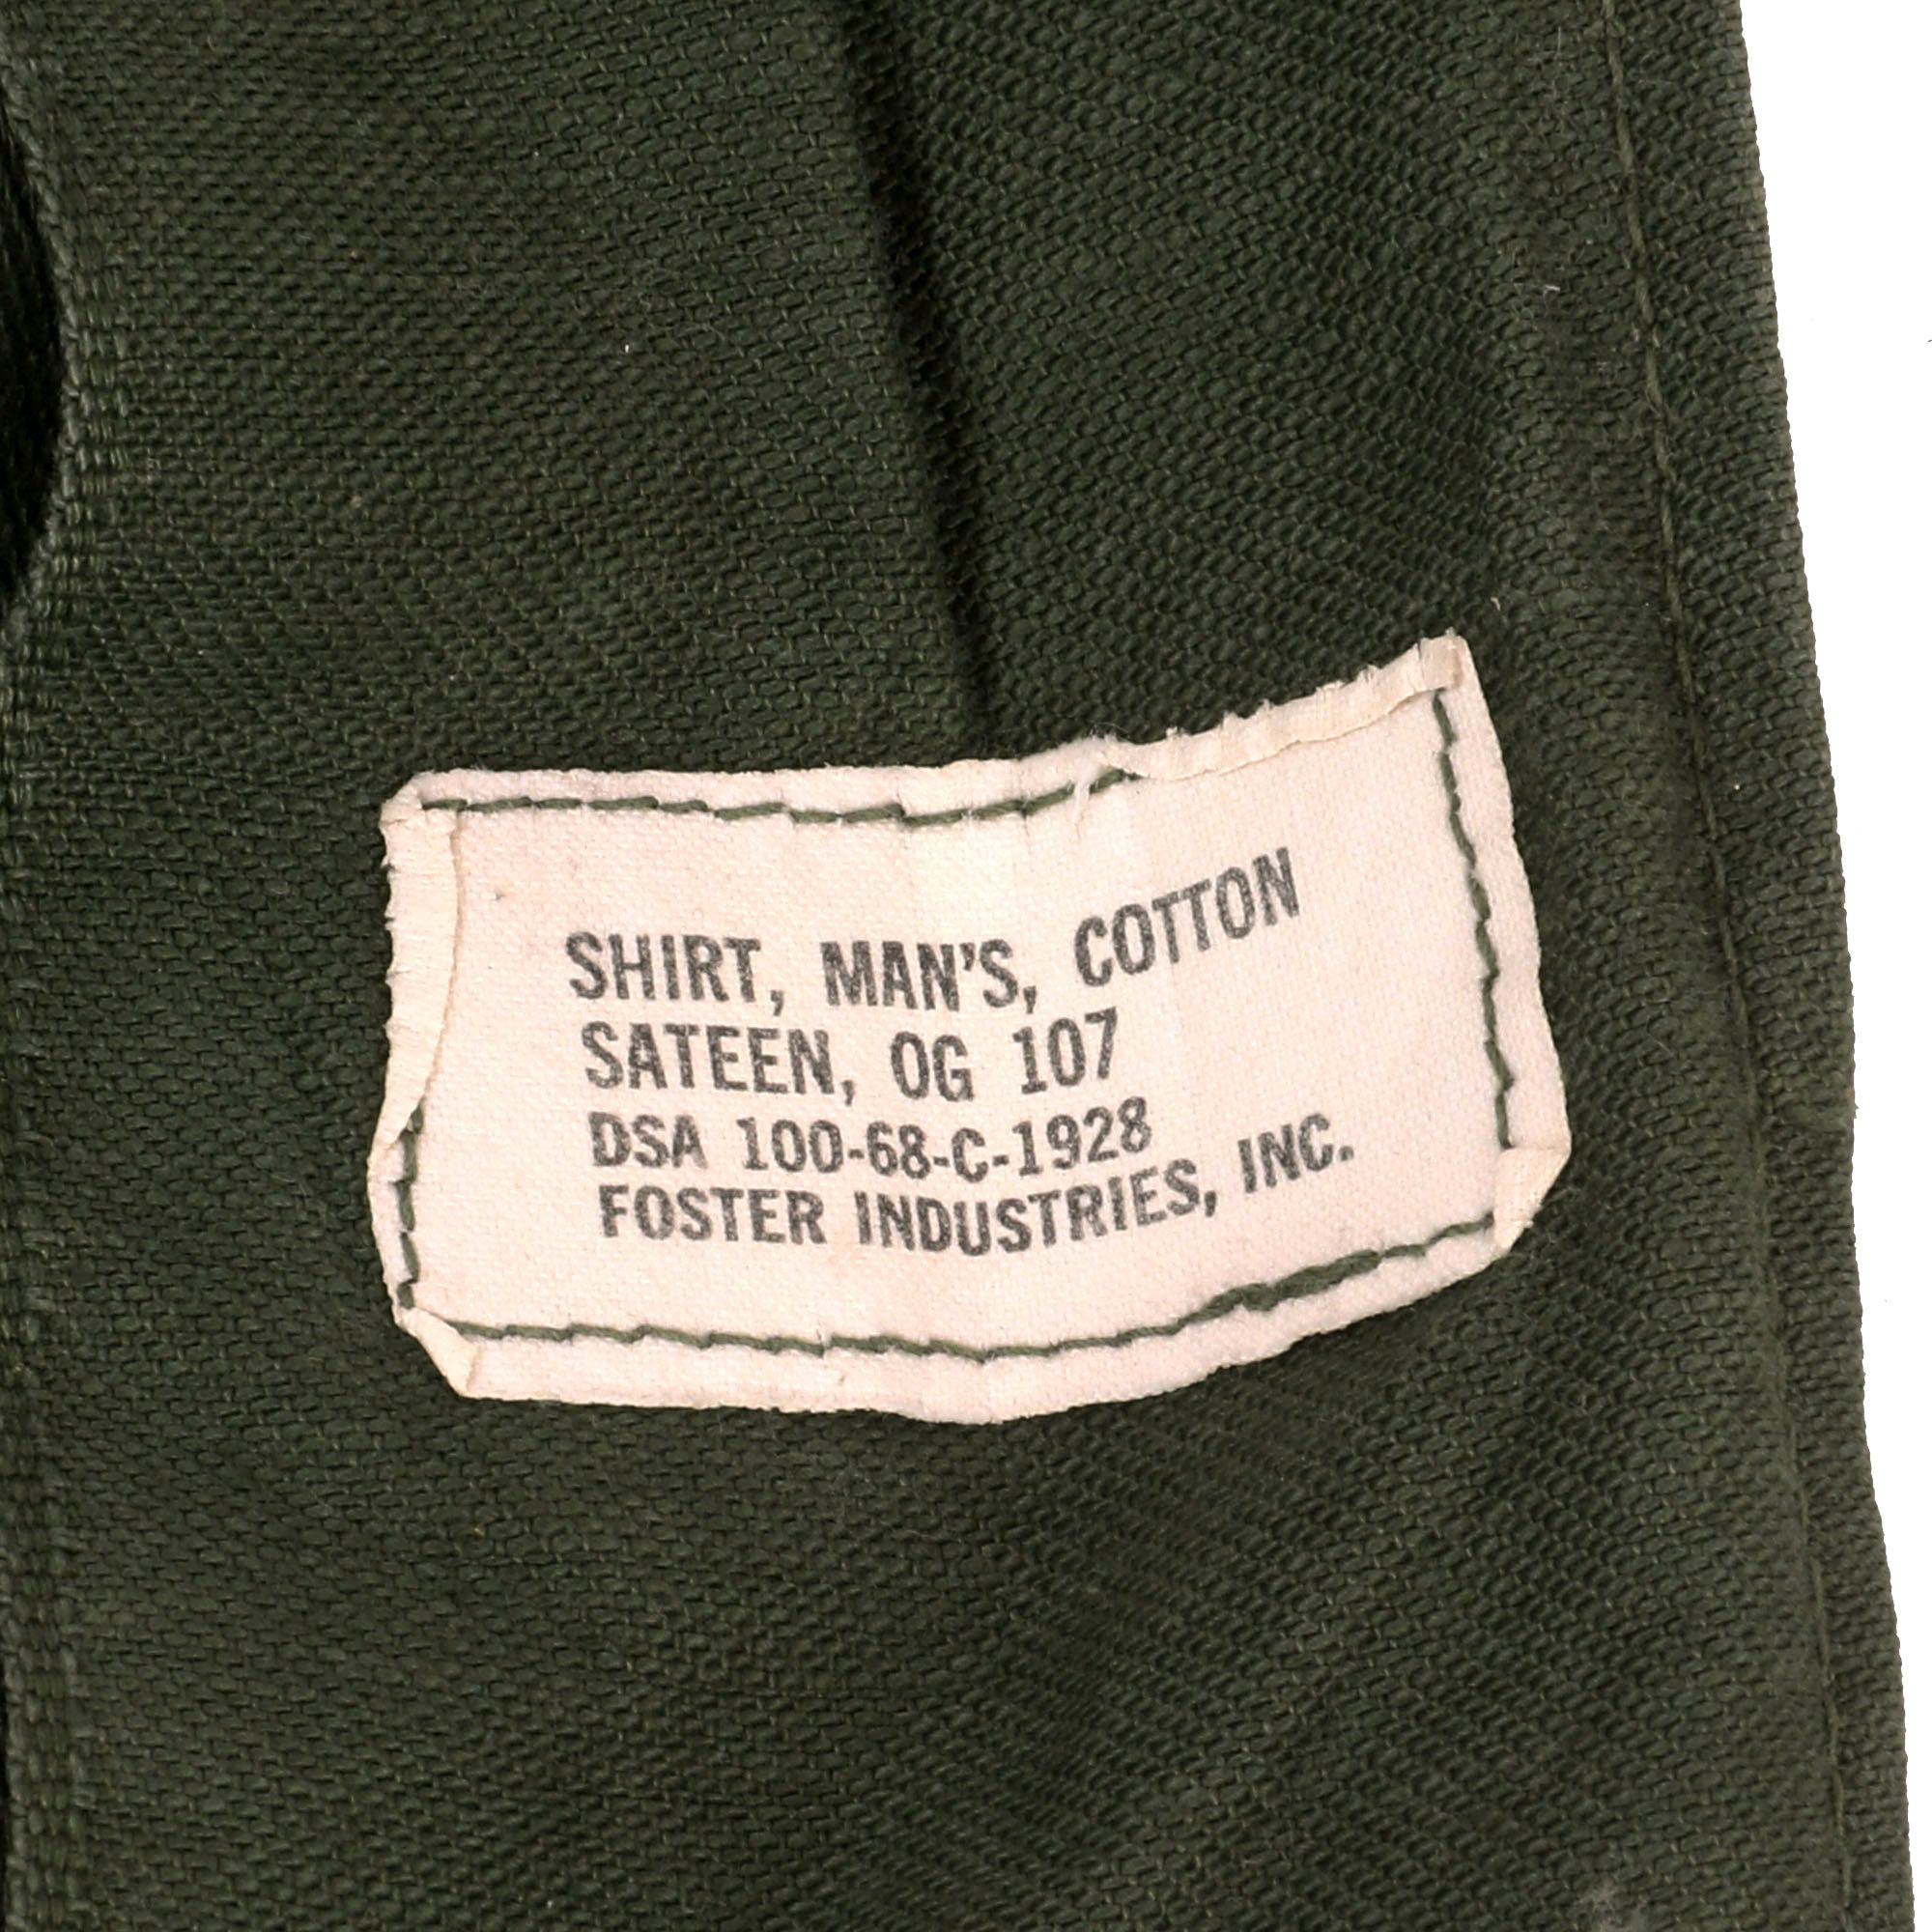 SHIRT, MAN'S, COTTON
SATEEN, OG 107
DSA 100-68-C-1928
FOSTER INDUSTRIES, INC.